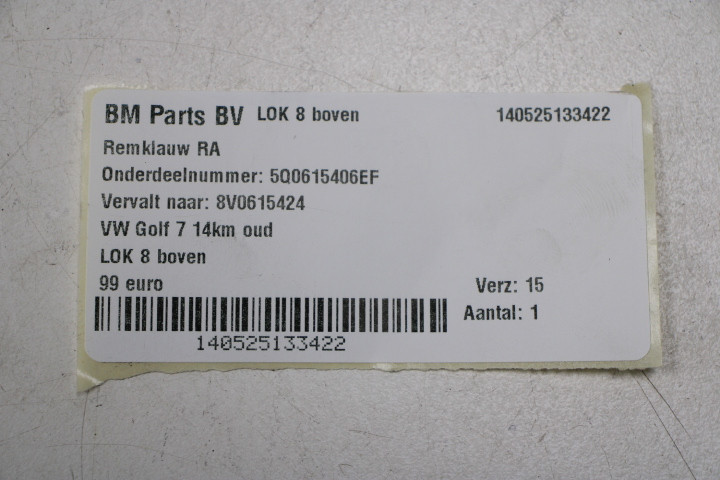 BM Parts BV LOK 8 boven 140525133422
Remklauw RA
Onderdeelnummer: 5Q0615406EF
Vervalt naar: 8V0615424
VW Golf 7 14km oud
LOK 8 boven
99 euro Verz: 15
Aantal: 1
140525133422